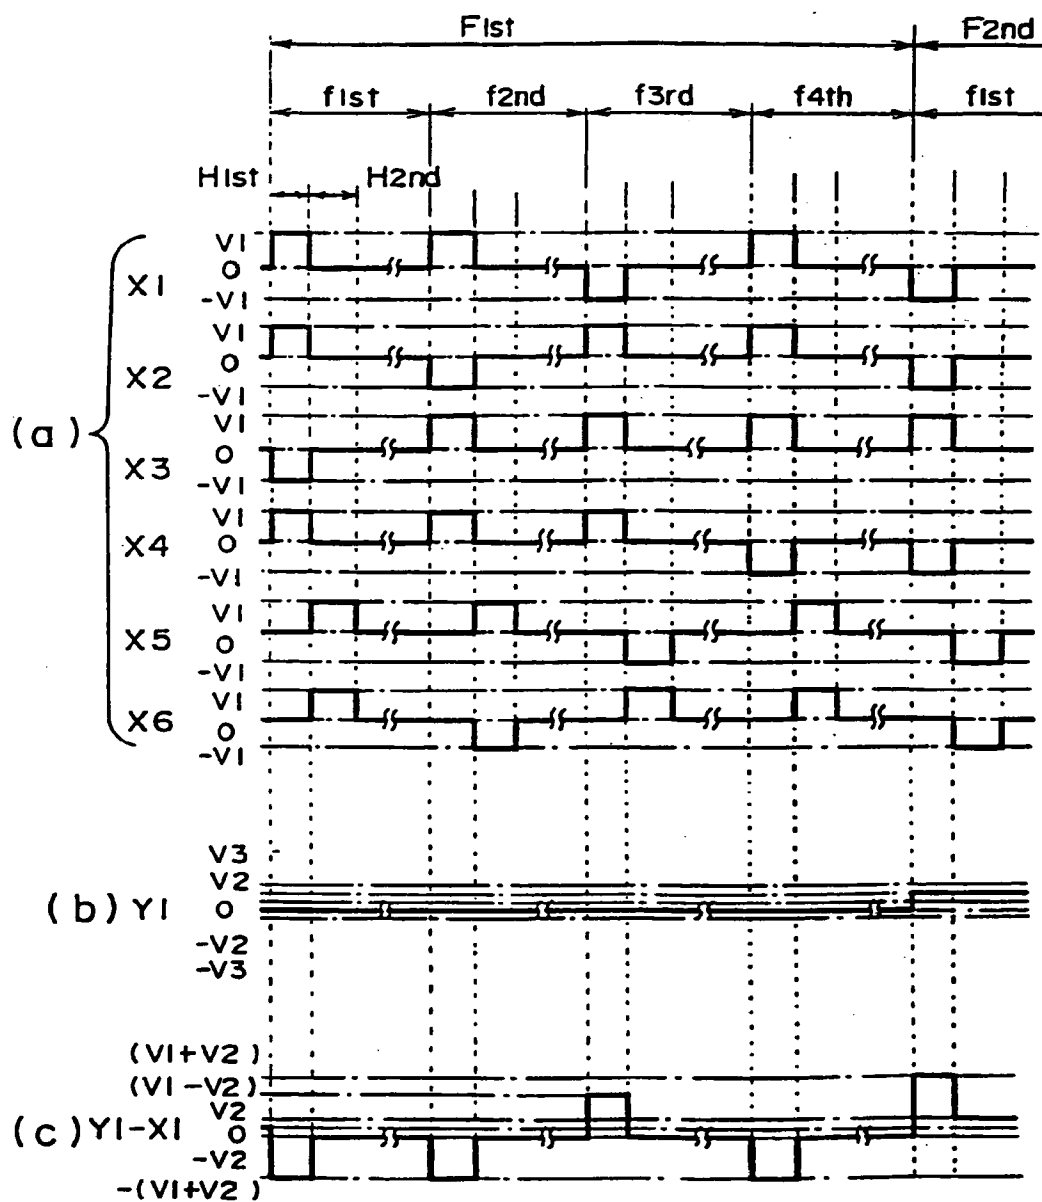 F1st F2nd
f1st f2nd f3rd f4th f1st
H1st H2nd
(a)
X1 V1 0 -V1
X2 V1 0 -V1
X3 V1 0 -V1
X4 V1 0 -V1
X5 V1 0 -V1
X6 V1 0 -V1
(b) Y1 V3 V2 0 -V2 -V3
(c) Y1-X1 (V1+V2) (V1-V2) V2 0 -V2 -(V1+V2)